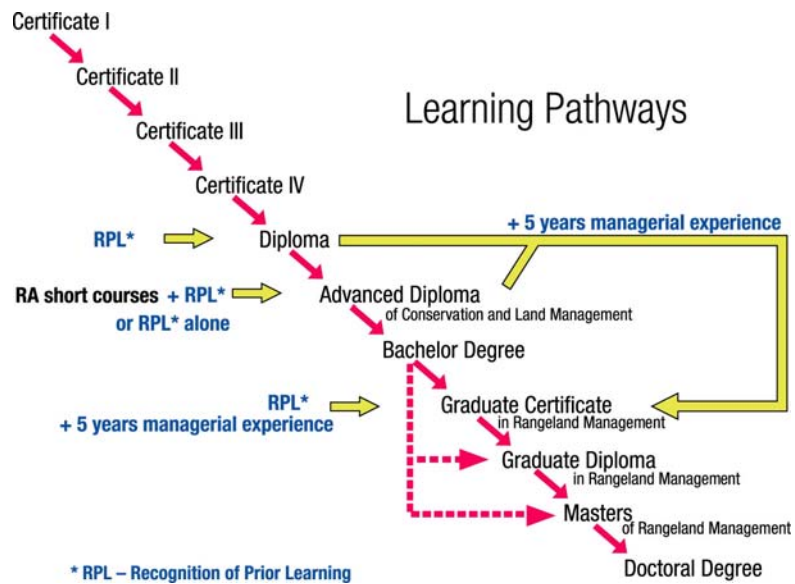 Certificate I
Certificate II
Learning Pathways
Certificate III
Certificate IV
+ 5 years managerial experience
RPL*
Diploma
RA short courses + RPL*
or RPL* alone
Advanced Diploma
of Conservation and Land Management
Bachelor Degree
RPL*
+ 5 years managerial experience
Graduate Certificate
in Rangeland Management
Graduate Diploma
in Rangeland Management
Masters
of Rangeland Management
Doctoral Degree
* RPL – Recognition of Prior Learning